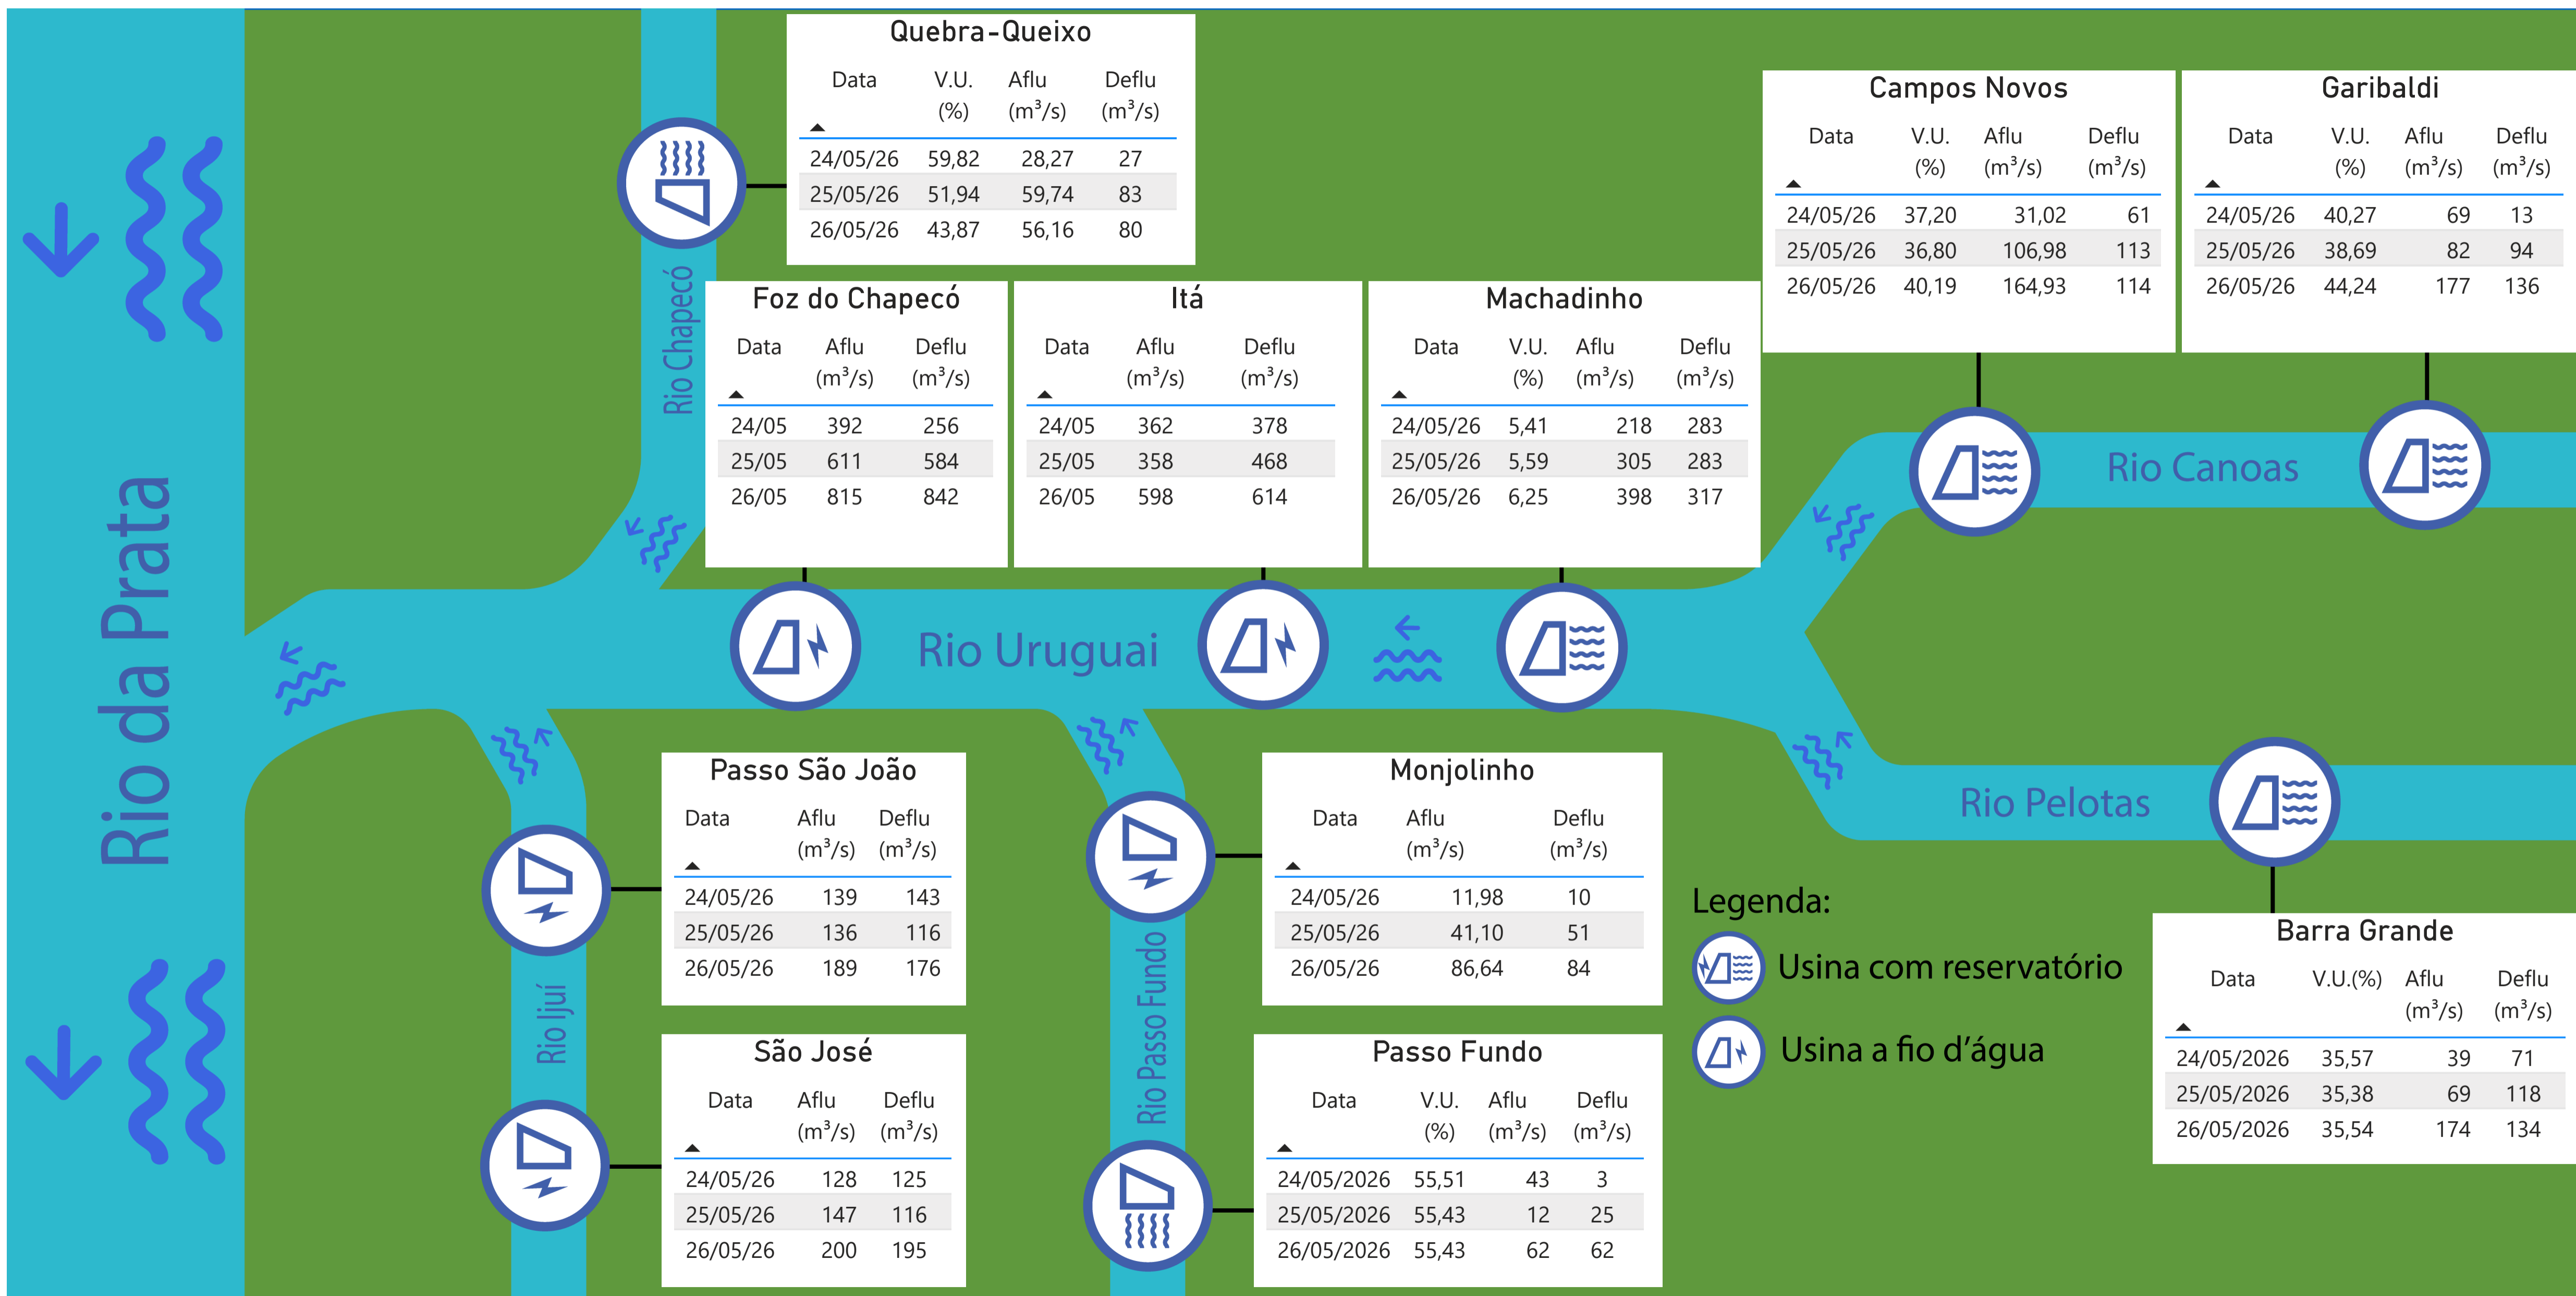 Quebra-Queixo
Data V.U. (%) Aflu (m³/s) Deflu (m³/s)
24/05/26 59,82 28,27 27
25/05/26 51,94 59,74 83
26/05/26 43,87 56,16 80
Campos Novos
Data V.U. (%) Aflu (m³/s) Deflu (m³/s)
24/05/26 37,20 31,02 61
25/05/26 36,80 106,98 113
26/05/26 40,19 164,93 114
Garibaldi
Data V.U. (%) Aflu (m³/s) Deflu (m³/s)
24/05/26 40,27 69 13
25/05/26 38,69 82 94
26/05/26 44,24 177 136
Rio Chapecó
Foz do Chapecó
Data Aflu (m³/s) Deflu (m³/s)
24/05 392 256
25/05 611 584
26/05 815 842
Itá
Data Aflu (m³/s) Deflu (m³/s)
24/05 362 378
25/05 358 468
26/05 598 614
Machadinho
Data V.U. (%) Aflu (m³/s) Deflu (m³/s)
24/05/26 5,41 218 283
25/05/26 5,59 305 283
26/05/26 6,25 398 317
Rio Canoas
Rio da Prata
Rio Uruguai
Rio Pelotas
Passo São João
Data Aflu (m³/s) Deflu (m³/s)
24/05/26 139 143
25/05/26 136 116
26/05/26 189 176
Monjolinho
Data Aflu (m³/s) Deflu (m³/s)
24/05/26 11,98 10
25/05/26 41,10 51
26/05/26 86,64 84
Legenda:
Usina com reservatório
Usina a fio d'água
Barra Grande
Data V.U.(%) Aflu (m³/s) Deflu (m³/s)
24/05/2026 35,57 39 71
25/05/2026 35,38 69 118
26/05/2026 35,54 174 134
Rio Ijuí
Rio Passo Fundo
São José
Data Aflu (m³/s) Deflu (m³/s)
24/05/26 128 125
25/05/26 147 116
26/05/26 200 195
Passo Fundo
Data V.U. (%) Aflu (m³/s) Deflu (m³/s)
24/05/2026 55,51 43 3
25/05/2026 55,43 12 25
26/05/2026 55,43 62 62